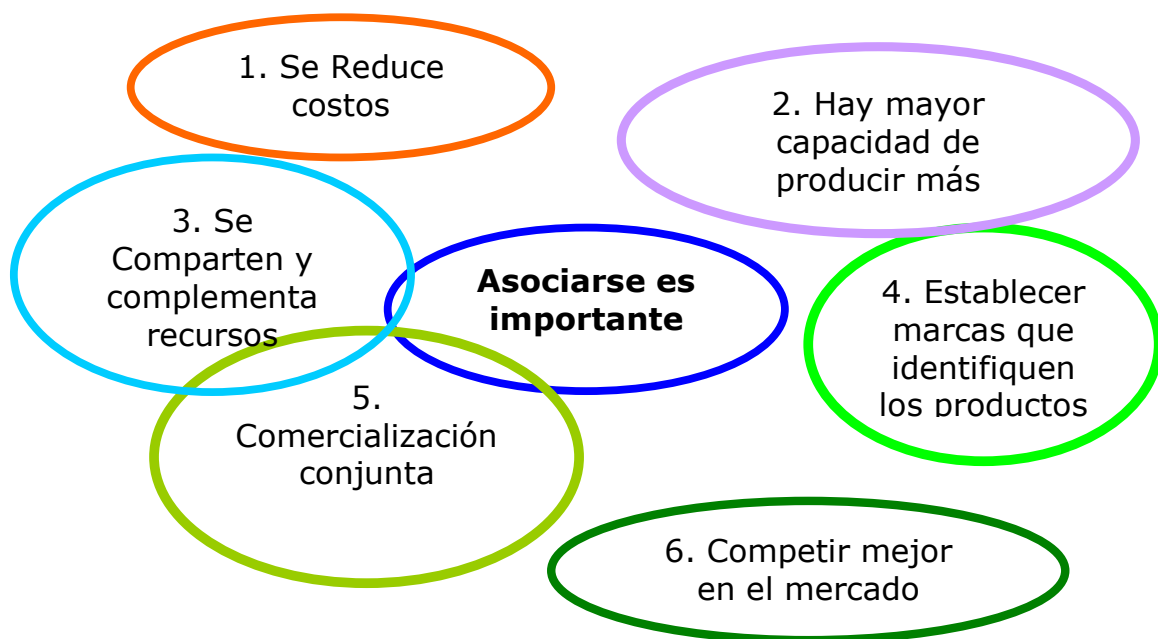 1. Se Reduce
costos
2. Hay mayor
capacidad de
producir más
3. Se
Comparten y
complementa
recursos
Asociarse es
importante
4. Establecer
marcas que
identifiquen
los productos
5.
Comercialización
conjunta
6. Competir mejor
en el mercado